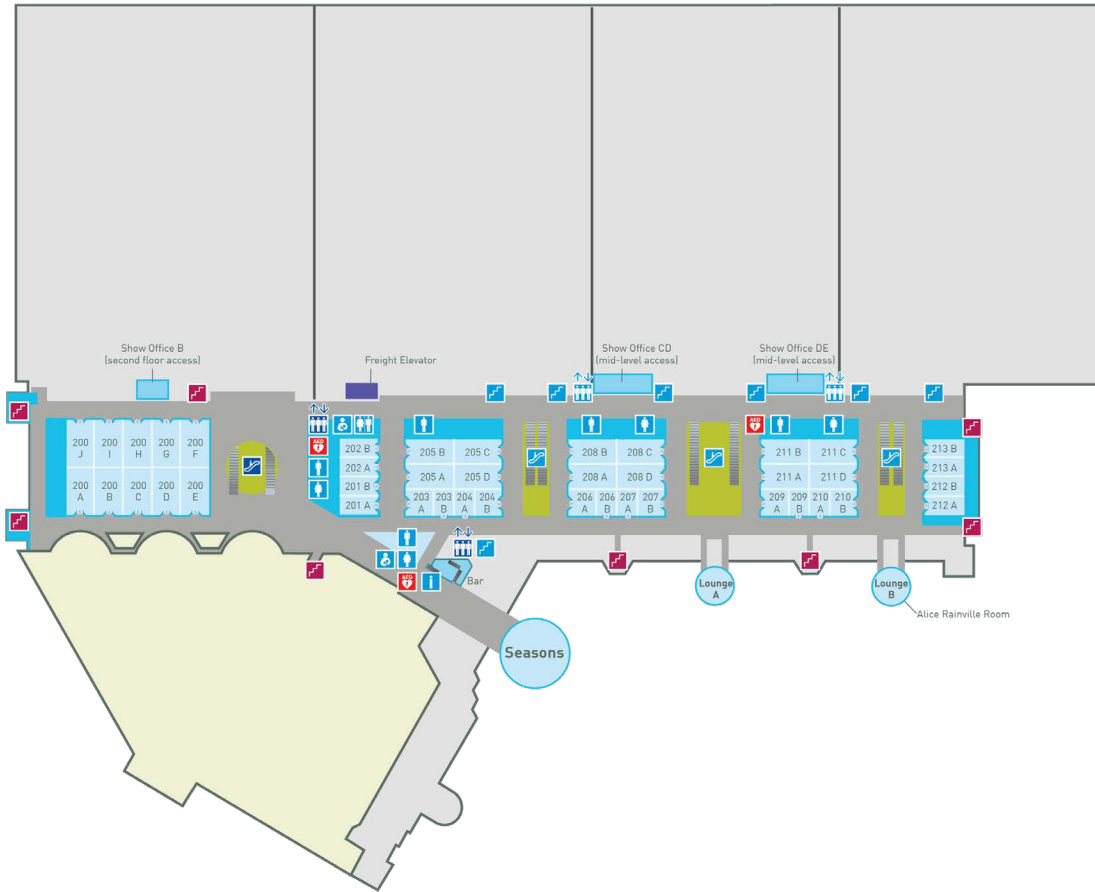 Show Office B
(second floor access)
Freight Elevator
Show Office CD
(mid-level access)
Show Office DE
(mid-level access)
200 J
200 I
200 H
200 G
200 F
200 A
200 B
200 C
200 D
200 E
AED
202 B
202 A
201 B
201 A
205 B
205 C
205 A
205 D
203 A
203 B
204 A
204 B
208 B
208 C
208 A
208 D
206 A
206 B
207 A
207 B
AED
211 B
211 C
211 A
211 D
209 A
209 B
210 A
210 B
213 B
213 A
212 B
212 A
AED
i
Bar
Lounge
A
Lounge
B
Alice Rainville Room
Seasons